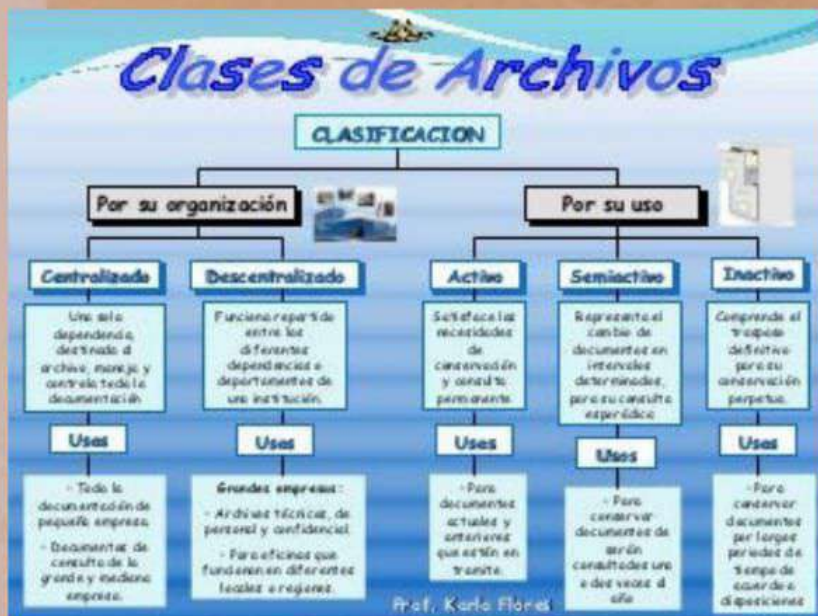 Clases de Archivos
CLASIFICACION
Por su organización
Por su uso
Centralizado
Descentralizado
Activo
Semiactivo
Inactivo
Una sola
dependencia,
destinada al
archivo, maneja y
controla toda la
documentación
Funciona repartido
entre las
diferentes
dependencias o
departamentos de
una institución.
Satisface las
necesidades
de
conservación
y consulta
permanente
Representa el
cambio de
documentos en
intervalos
determinados,
para su consulta
esporádica
Comprende el
traspaso
definitivo
para su
conservación
perpetua.
Usos
Usos
Usos
Usos
Usos
- Toda la
documentación de
pequeña empresa.
- Documentos de
consulta de la
grande y mediana
empresa.
Grandes empresas:
- Archivos técnicos, de
personal y confidencial.
- Para oficinas que
funcionan en diferentes
locales o regiones.
- Para
documentos
actuales y
anteriores
que estén en
tramite.
- Para
conservar
documentos de
serán
consultados una
o dos veces al
año
- Para
conservar
documentos
por largos
periodos de
tiempo de
acuerdo a
disposiciones
Prof. Karla Flores